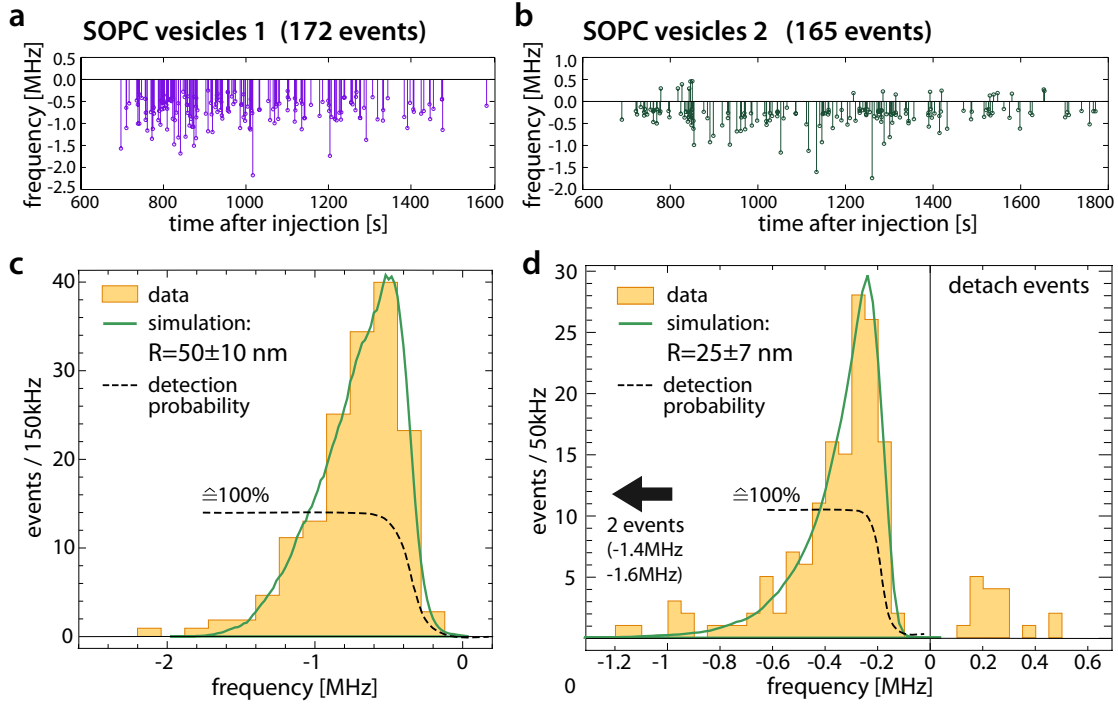 a
SOPC vesicles 1 (172 events)
frequency [MHz]
0.5
0.0
-0.5
-1.0
-1.5
-2.0
-2.5
600 800 1000 1200 1400 1600
time after injection [s]
b
SOPC vesicles 2 (165 events)
frequency [MHz]
1.0
0.5
0.0
-0.5
-1.0
-1.5
-2.0
600 800 1000 1200 1400 1600 1800
time after injection [s]
c
events / 150kHz
40
30
20
10
0
data
simulation:
R=50±10 nm
detection
probability
≙100%
-2 -1 0
frequency [MHz]
d
events / 50kHz
30
25
20
15
10
5
0
data
simulation:
R=25±7 nm
detection
probability
detach events
≙100%
2 events
(-1.4MHz
-1.6MHz)
-1.2 -1 -0.8 -0.6 -0.4 -0.2 0 0.2 0.4 0.6
frequency [MHz]